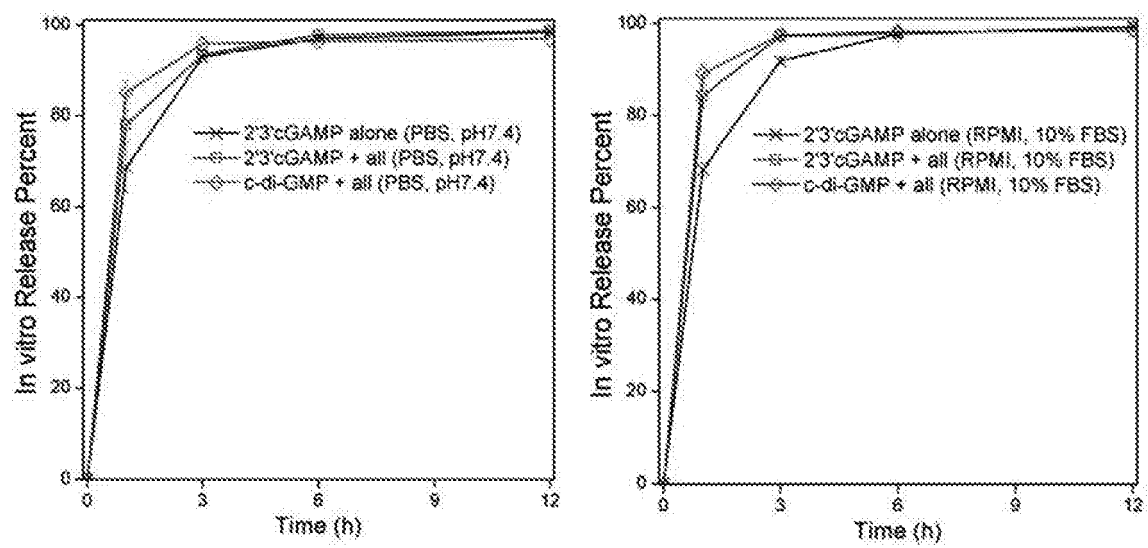 100
80
60
40
20
0
In vitro Release Percent
2'3'cGAMP alone (PBS, pH7.4)
2'3'cGAMP + all (PBS, pH7.4)
c-di-GMP + all (PBS, pH7.4)
0 3 6 9 12
Time (h)
100
80
60
40
20
0
In vitro Release Percent
2'3'cGAMP alone (RPMI, 10% FBS)
2'3'cGAMP + all (RPMI, 10% FBS)
c-di-GMP + all (RPMI, 10% FBS)
0 3 6 9 12
Time (h)